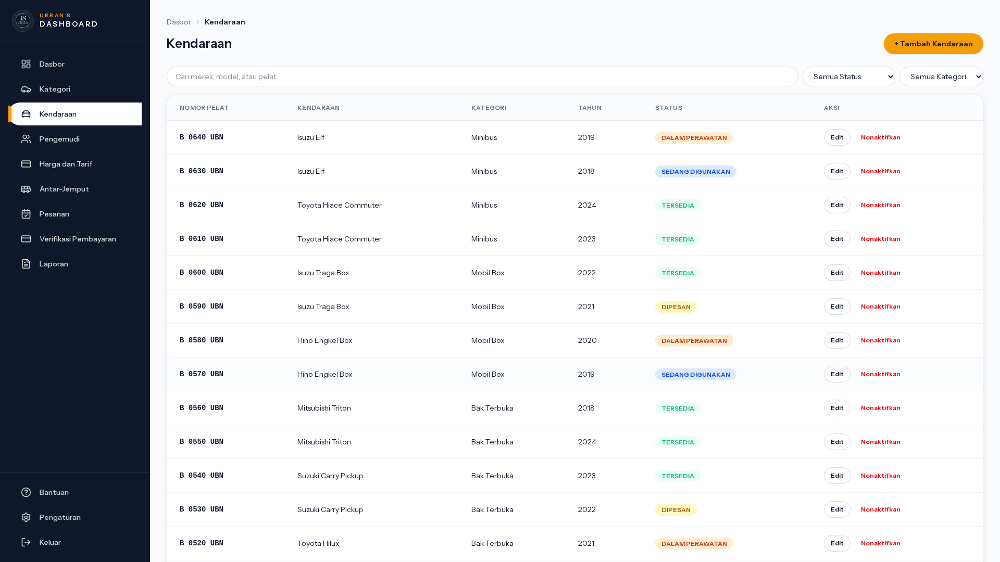 URBAN 8
DASHBOARD
Dasbor
Kategori
Kendaraan
Pengemudi
Harga dan Tarif
Antar-Jemput
Pesanan
Verifikasi Pembayaran
Laporan
Bantuan
Pengaturan
Keluar
Dasbor > Kendaraan
Kendaraan
+ Tambah Kendaraan
Cari merek, model, atau pelat...
Semua Status
Semua Kategori
NOMOR PELAT KENDARAAN KATEGORI TAHUN STATUS AKSI
B 0640 UBN Isuzu Elf Minibus 2019 DALAM PERAWATAN Edit Nonaktifkan
B 0630 UBN Isuzu Elf Minibus 2018 SEDANG DIGUNAKAN Edit Nonaktifkan
B 0620 UBN Toyota Hiace Commuter Minibus 2024 TERSEDIA Edit Nonaktifkan
B 0610 UBN Toyota Hiace Commuter Minibus 2023 TERSEDIA Edit Nonaktifkan
B 0600 UBN Isuzu Traga Box Mobil Box 2022 TERSEDIA Edit Nonaktifkan
B 0590 UBN Isuzu Traga Box Mobil Box 2021 DIPESAN Edit Nonaktifkan
B 0580 UBN Hino Engkel Box Mobil Box 2020 DALAM PERAWATAN Edit Nonaktifkan
B 0570 UBN Hino Engkel Box Mobil Box 2019 SEDANG DIGUNAKAN Edit Nonaktifkan
B 0560 UBN Mitsubishi Triton Bak Terbuka 2018 TERSEDIA Edit Nonaktifkan
B 0550 UBN Mitsubishi Triton Bak Terbuka 2024 TERSEDIA Edit Nonaktifkan
B 0540 UBN Suzuki Carry Pickup Bak Terbuka 2023 TERSEDIA Edit Nonaktifkan
B 0530 UBN Suzuki Carry Pickup Bak Terbuka 2022 DIPESAN Edit Nonaktifkan
B 0520 UBN Toyota Hilux Bak Terbuka 2021 DALAM PERAWATAN Edit Nonaktifkan